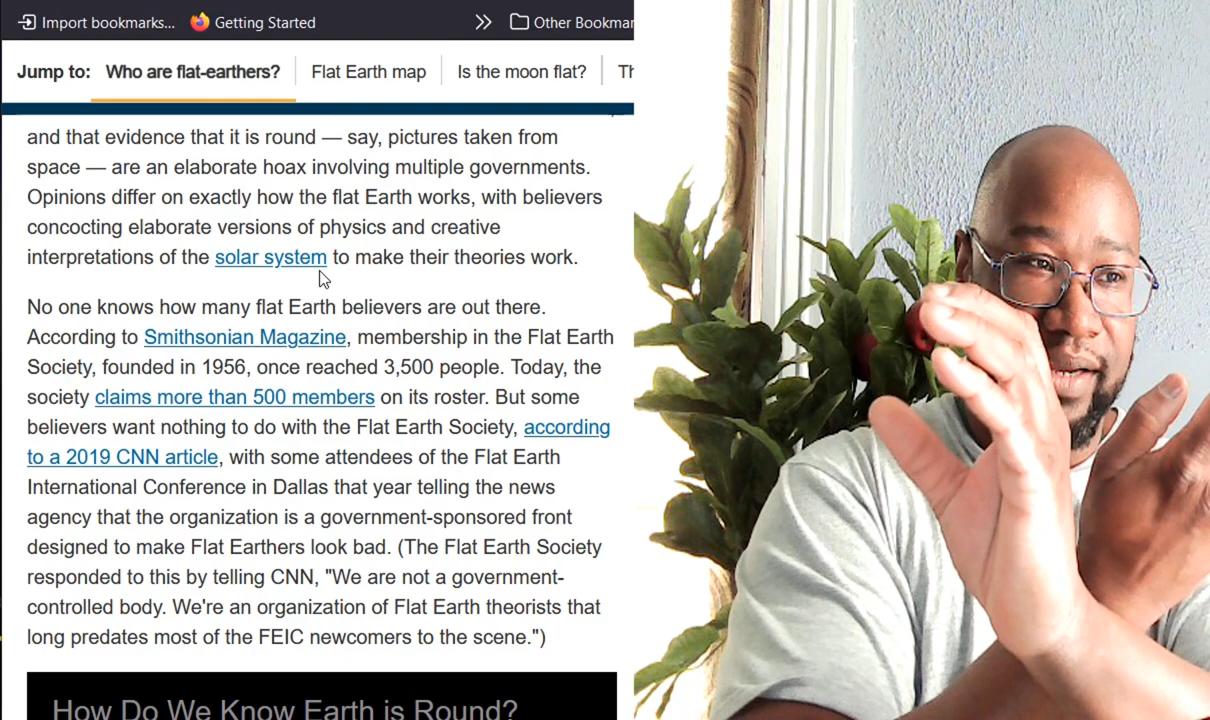 Import bookmarks...
Getting Started
Other Bookmar
Jump to:
Who are flat-earthers?
Flat Earth map
Is the moon flat?
Th
and that evidence that it is round — say, pictures taken from
space — are an elaborate hoax involving multiple governments.
Opinions differ on exactly how the flat Earth works, with believers
concocting elaborate versions of physics and creative
interpretations of the solar system to make their theories work.
No one knows how many flat Earth believers are out there.
According to Smithsonian Magazine, membership in the Flat Earth
Society, founded in 1956, once reached 3,500 people. Today, the
society claims more than 500 members on its roster. But some
believers want nothing to do with the Flat Earth Society, according
to a 2019 CNN article, with some attendees of the Flat Earth
International Conference in Dallas that year telling the news
agency that the organization is a government-sponsored front
designed to make Flat Earthers look bad. (The Flat Earth Society
responded to this by telling CNN, "We are not a government-
controlled body. We're an organization of Flat Earth theorists that
long predates most of the FEIC newcomers to the scene.")
How Do We Know Earth is Round?